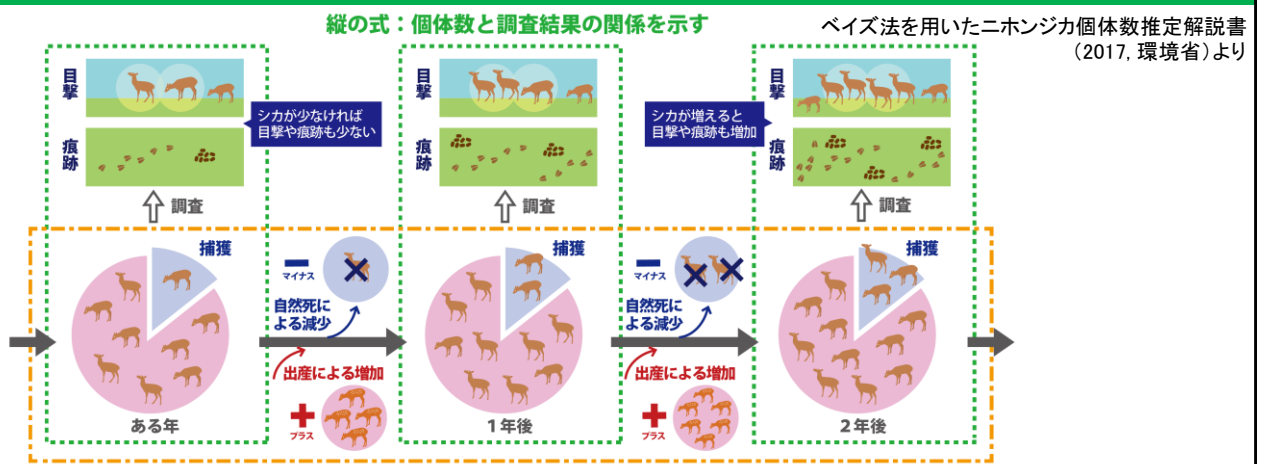 縦の式：個体数と調査結果の関係を示す
ベイズ法を用いたニホンジカ個体数推定解説書
（2017, 環境省）より
目撃
痕跡
シカが少なければ
目撃や痕跡も少ない
調査
目撃
痕跡
調査
シカが増えると
目撃や痕跡も増加
目撃
痕跡
調査
捕獲
ある年
マイナス
自然死に
よる減少
出産による増加
プラス
捕獲
1年後
マイナス
自然死に
よる減少
出産による増加
プラス
捕獲
2年後